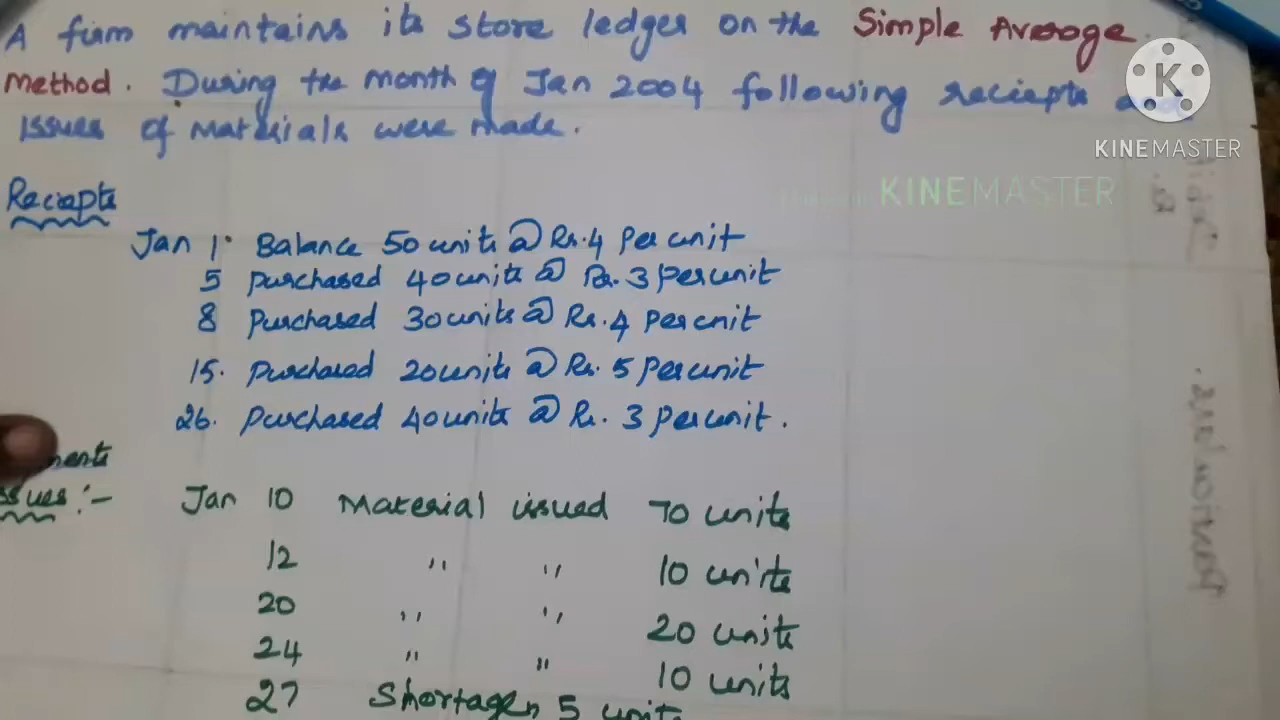 A firm maintains its store ledger on the Simple Average
Method. During the month of Jan 2004 following reciepts and
issues of materials were made.
K
KINEMASTER
KINEMASTER
Reciepts
Jan 1. Balance 50 units @ Rs. 4 Per unit
5 purchased 40 units @ Rs. 3 per unit
8 Purchased 30 units @ Rs. 4 Per unit
15. purchased 20 units @ Rs. 5 Per unit
26. Purchased 40 units @ Rs. 3 per unit.
ssues :- Jan 10 Material issued 70 units
12 " " 10 units
20 " " 20 units
24 " " 10 units
27 Shortage, 5 units